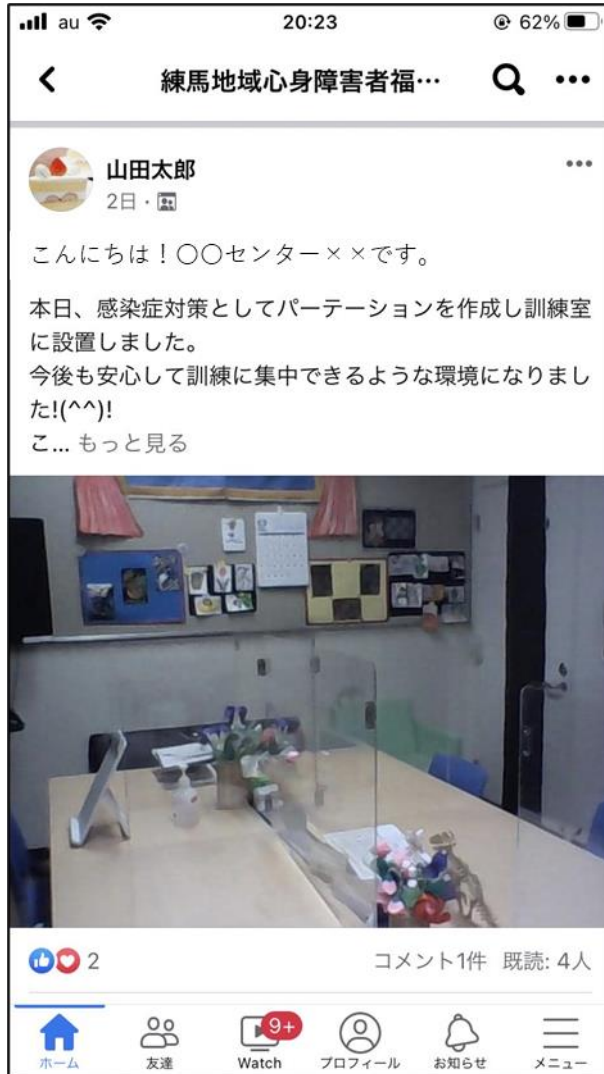 au 20:23 62%
練馬地域心身障害者福…
山田太郎
2日・
こんにちは！〇〇センター××です。
本日、感染症対策としてパーテーションを作成し訓練室
に設置しました。
今後も安心して訓練に集中できるような環境になりまし
た!(^^)!
こ... もっと見る
2 コメント1件 既読: 4人
9+
ホーム 友達 Watch プロフィール お知らせ メニュー